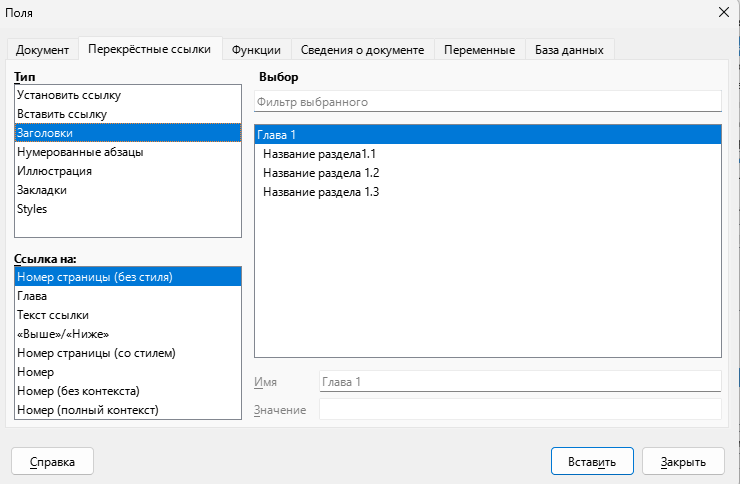 Поля
Документ
Перекрёстные ссылки
Функции
Сведения о документе
Переменные
База данных
Тип
Установить ссылку
Вставить ссылку
Заголовки
Нумерованные абзацы
Иллюстрация
Закладки
Styles
Ссылка на:
Номер страницы (без стиля)
Глава
Текст ссылки
«Выше»/«Ниже»
Номер страницы (со стилем)
Номер
Номер (без контекста)
Номер (полный контекст)
Выбор
Фильтр выбранного
Глава 1
Название раздела1.1
Название раздела 1.2
Название раздела 1.3
Имя
Глава 1
Значение
Справка
Вставить
Закрыть